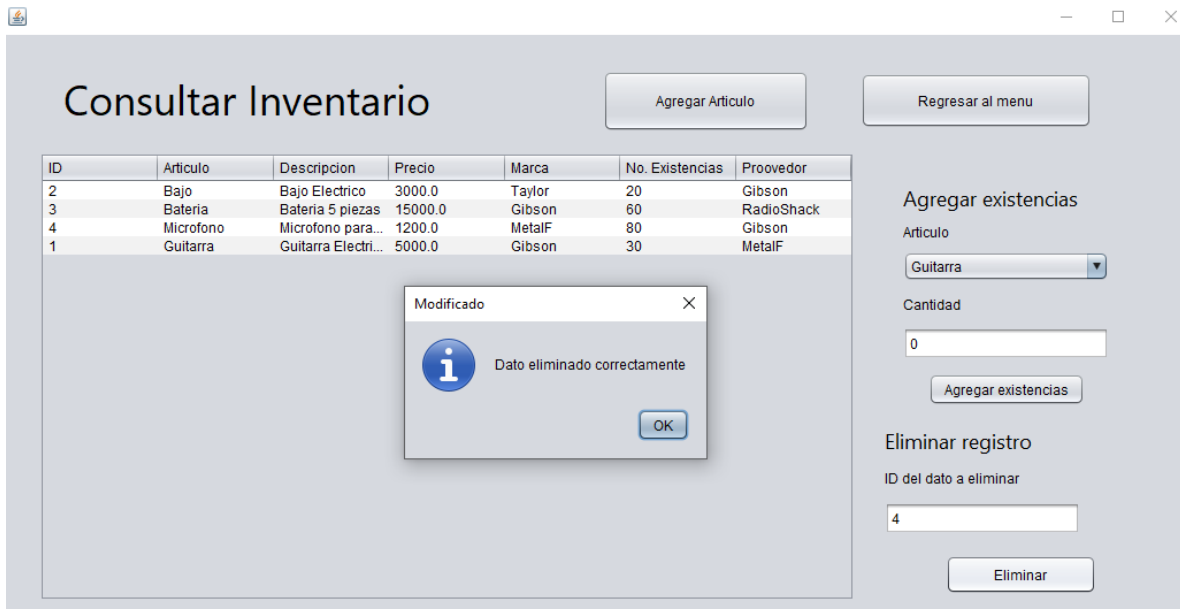 Consultar Inventario
Agregar Articulo
Regresar al menu
ID Articulo Descripcion Precio Marca No. Existencias Proovedor
2 Bajo Bajo Electrico 3000.0 Taylor 20 Gibson
3 Bateria Bateria 5 piezas 15000.0 Gibson 60 RadioShack
4 Microfono Microfono para... 1200.0 MetalF 80 Gibson
1 Guitarra Guitarra Electri... 5000.0 Gibson 30 MetalF
Modificado
Dato eliminado correctamente
OK
Agregar existencias
Articulo
Guitarra
Cantidad
0
Agregar existencias
Eliminar registro
ID del dato a eliminar
4
Eliminar